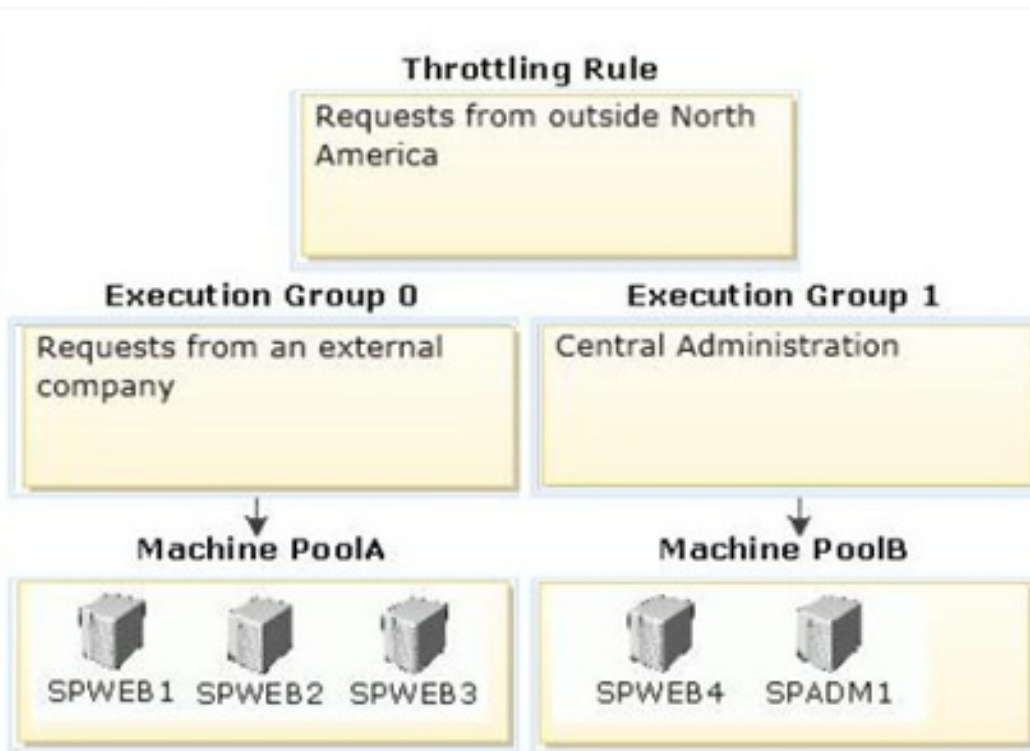 Throttling Rule
Requests from outside North
America
Execution Group 0
Execution Group 1
Requests from an external
company
Central Administration
Machine PoolA
Machine PoolB
SPWEB1 SPWEB2 SPWEB3
SPWEB4 SPADM1